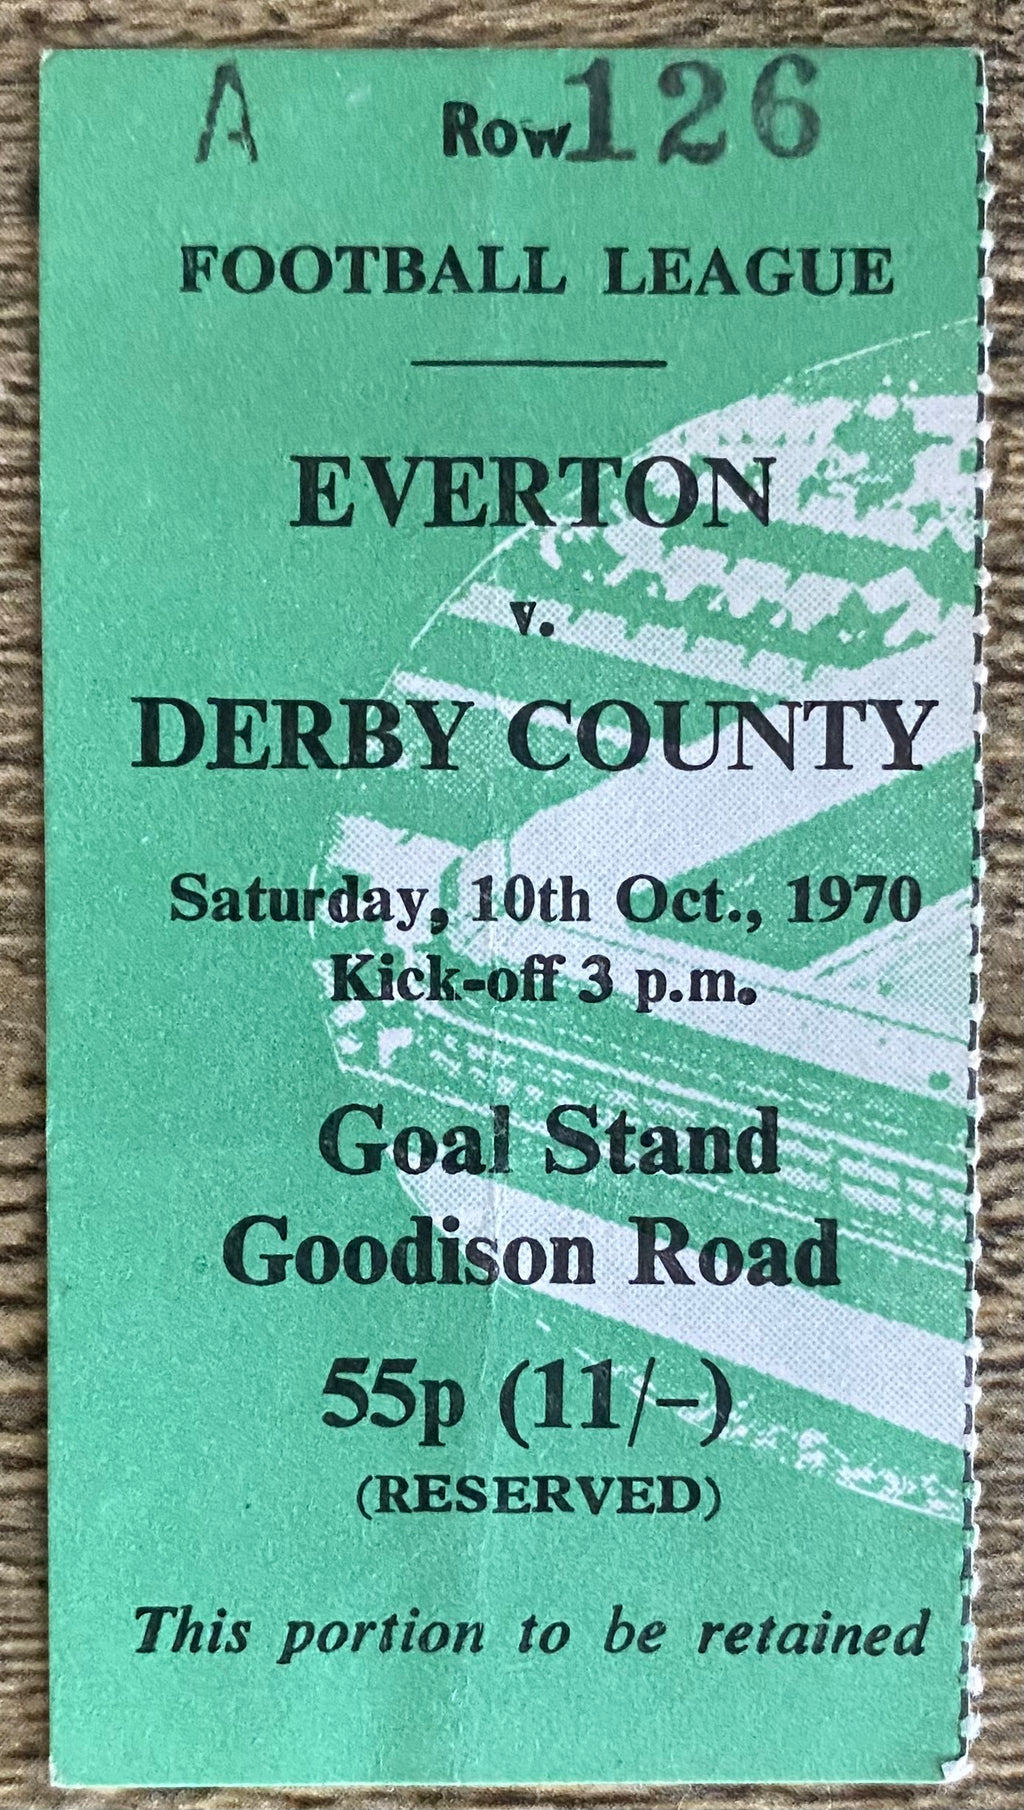 A Row 126
FOOTBALL LEAGUE
EVERTON
v.
DERBY COUNTY
Saturday, 10th Oct., 1970
Kick-off 3 p.m.
Goal Stand
Goodison Road
55p (11/-)
(RESERVED)
This portion to be retained